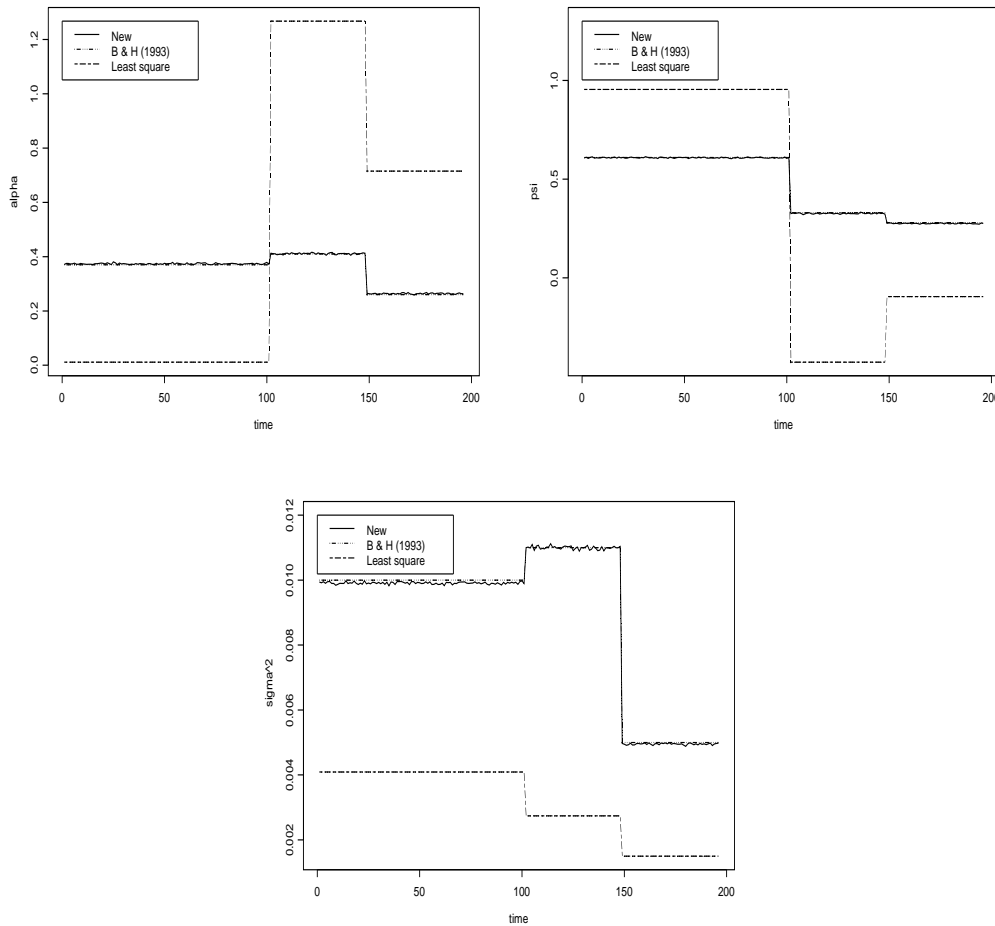 New
B & H (1993)
Least square
alpha
0.0 0.2 0.4 0.6 0.8 1.0 1.2
0 50 100 150 200
time
New
B & H (1993)
Least square
psi
0.0 0.5 1.0
0 50 100 150 200
time
New
B & H (1993)
Least square
sigma^2
0.002 0.004 0.006 0.008 0.010 0.012
0 50 100 150 200
time